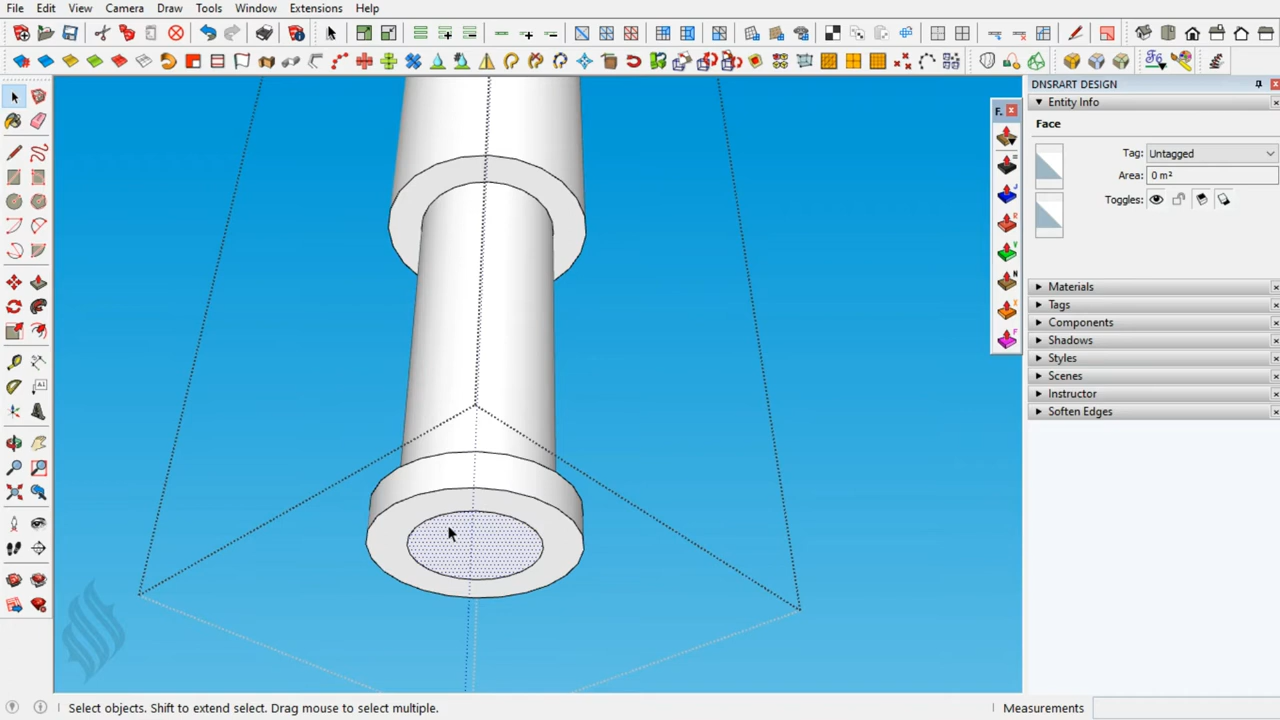 File Edit View Camera Draw Tools Window Extensions Help
DNSRART DESIGN
Entity Info
Face
Tag: Untagged
Area: 0 m²
Toggles:
Materials
Tags
Components
Shadows
Styles
Scenes
Instructor
Soften Edges
F.
Select objects. Shift to extend select. Drag mouse to select multiple.
Measurements